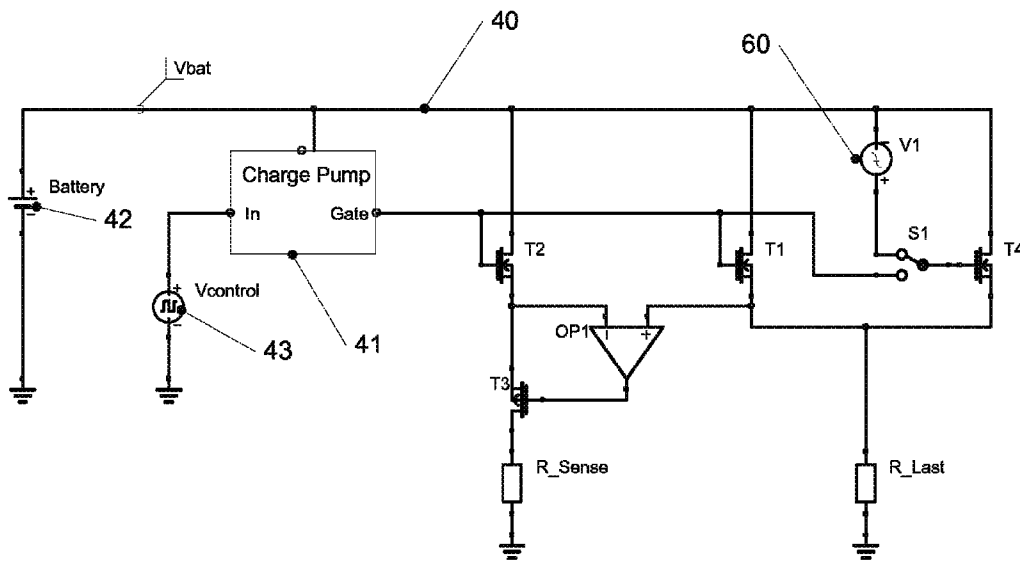 40
60
Vbat
V1
+
Charge Pump
Battery
+
In
Gate
42
S1
T2
T1
T4
Vcontrol
+
OP1
-
+
43
41
T3
R_Sense
R_Last